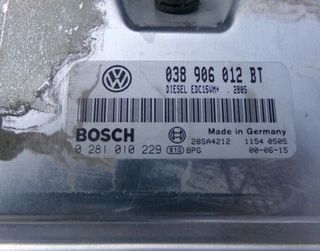 038 906 012 BT
DIESEL EDC15VM+ 2805
BOSCH
Made in Germany
28SA4212 1154 0505
0 281 010 229 810 BPG 00-06-15